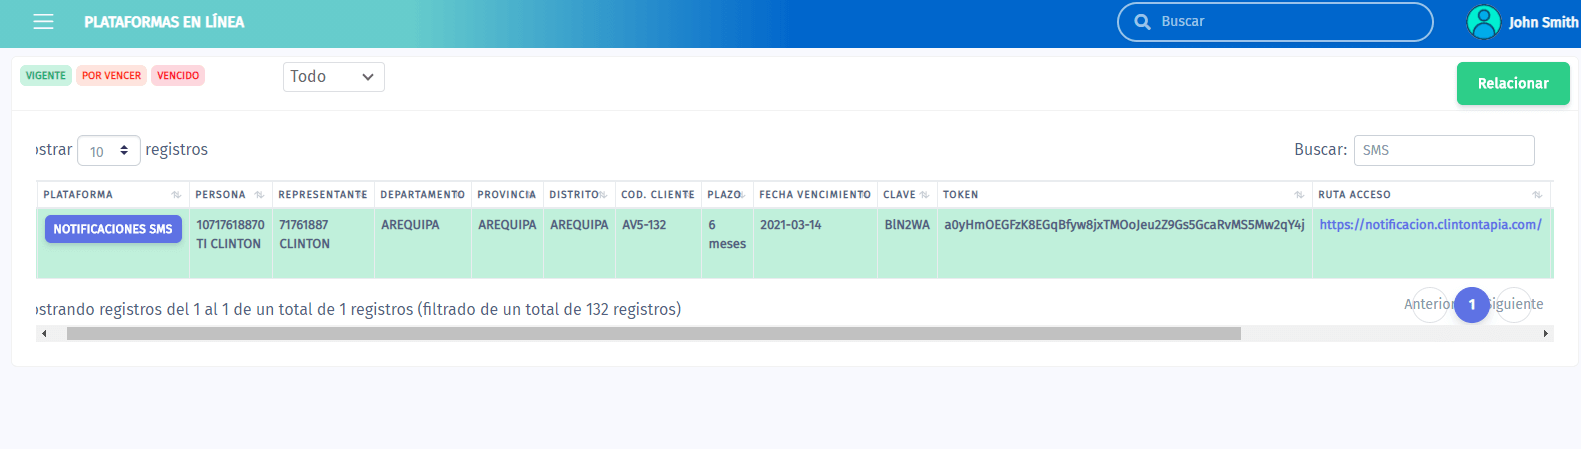 PLATAFORMAS EN LÍNEA
Buscar
John Smith
VIGENTE POR VENCER VENCIDO
Todo
Relacionar
ostrar 10 registros
Buscar: SMS
PLATAFORMA PERSONA REPRESENTANTE DEPARTAMENTO PROVINCIA DISTRITO COD. CLIENTE PLAZO FECHA VENCIMIENTO CLAVE TOKEN RUTA ACCESO
NOTIFICACIONES SMS 10717618870 71761887 AREQUIPA AREQUIPA AREQUIPA AV5-132 6 2021-03-14 BlN2WA a0yHmOEGFzK8EGqBfyw8jxTMOoJeu2Z9Gs5GcaRvMS5Mw2qY4j https://notificacion.clintontapia.com/
TI CLINTON CLINTON meses
ostrando registros del 1 al 1 de un total de 1 registros (filtrado de un total de 132 registros)
Anterior 1 Siguiente